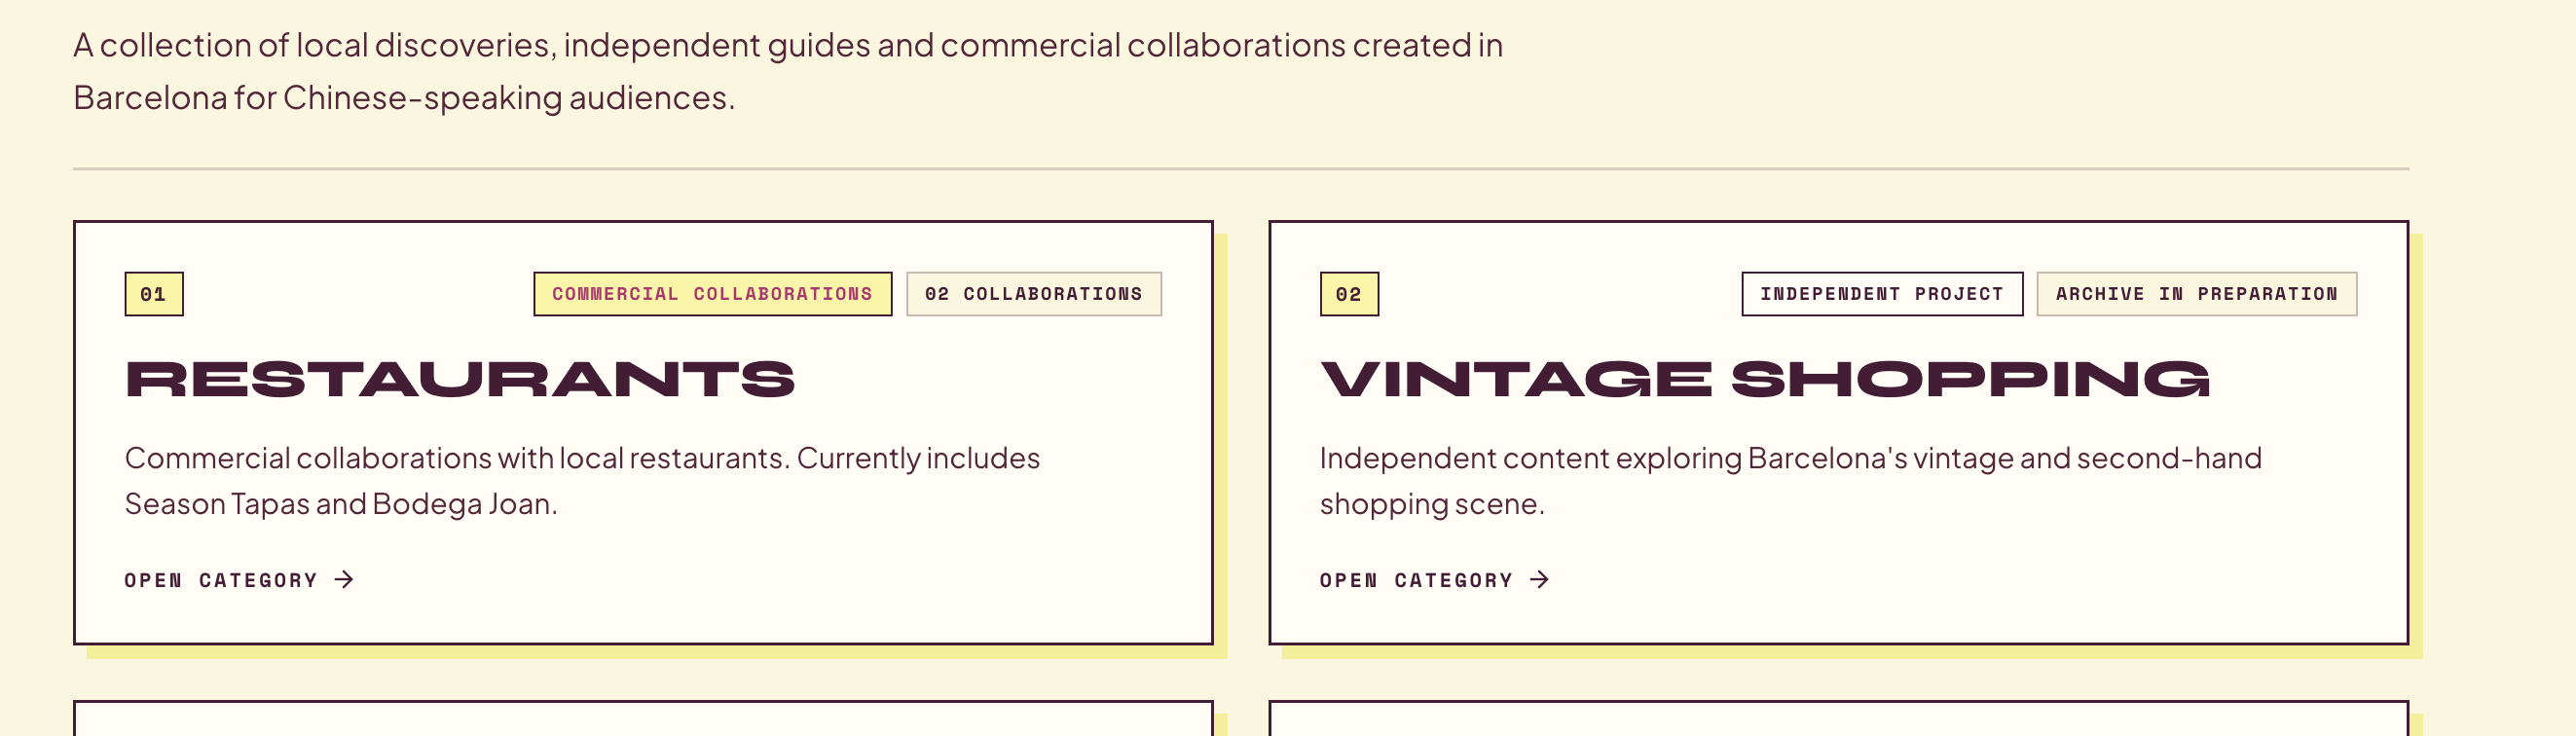 A collection of local discoveries, independent guides and commercial collaborations created in
Barcelona for Chinese-speaking audiences.
01
COMMERCIAL COLLABORATIONS
02 COLLABORATIONS
RESTAURANTS
Commercial collaborations with local restaurants. Currently includes
Season Tapas and Bodega Joan.
OPEN CATEGORY →
02
INDEPENDENT PROJECT
ARCHIVE IN PREPARATION
VINTAGE SHOPPING
Independent content exploring Barcelona's vintage and second-hand
shopping scene.
OPEN CATEGORY →